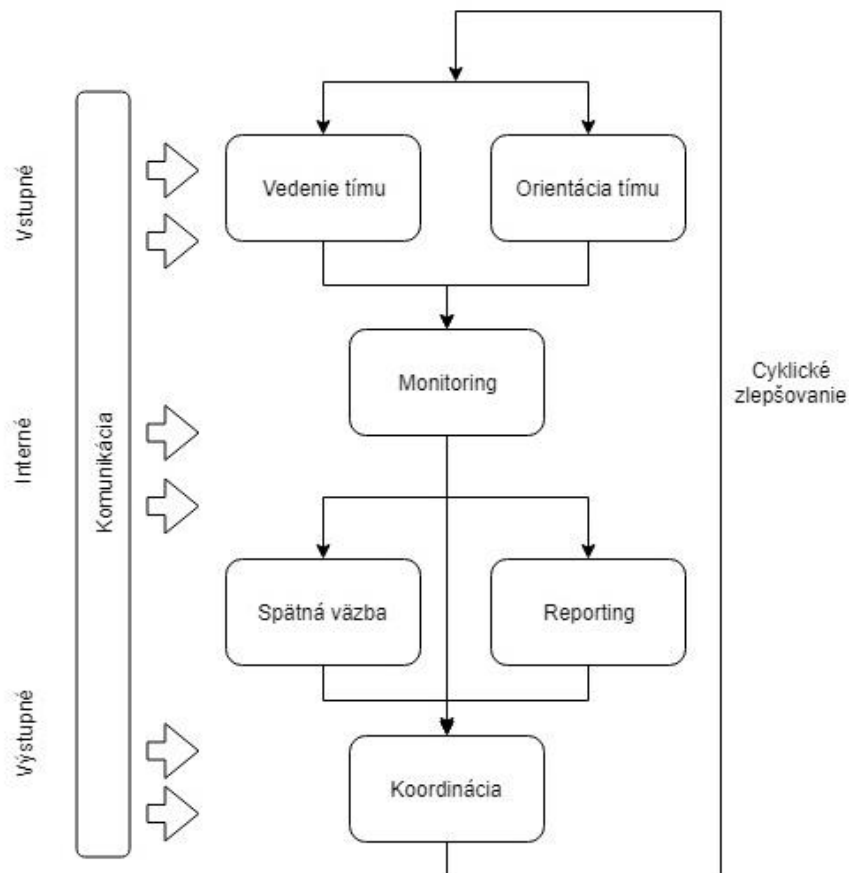 Vstupné
Vedenie tímu
Orientácia tímu
Monitoring
Cyklické
zlepšovanie
Interné
Komunikácia
Spätná väzba
Reporting
Výstupné
Koordinácia